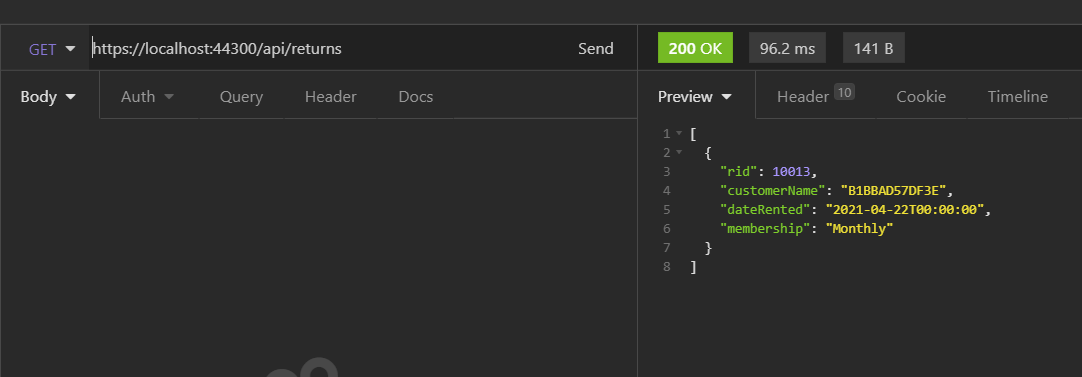 GET https://localhost:44300/api/returns Send 200 OK 96.2 ms 141 B
Body Auth Query Header Docs Preview Header 10 Cookie Timeline
1 [
2 {
3 "rid": 10013,
4 "customerName": "B1BBAD57DF3E",
5 "dateRented": "2021-04-22T00:00:00",
6 "membership": "Monthly"
7 }
8 ]